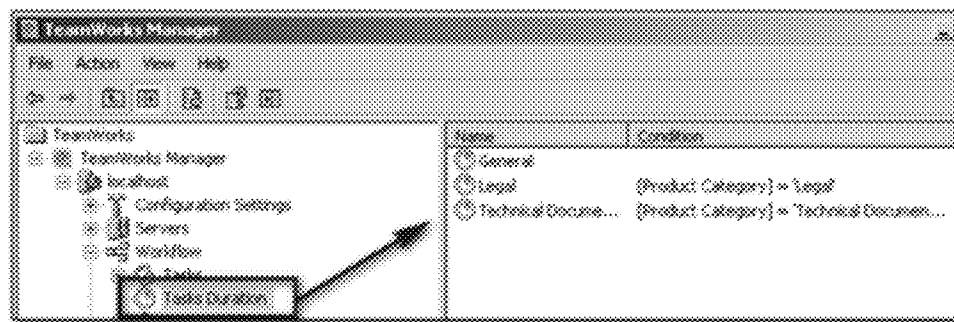 TeamWorks Manager
File Action View Help
TeamWorks
TeamWorks Manager
localhost
Configuration Settings
Servers
Workflow
Tasks
Tasks Duration
Name Condition
General
Legal [Product Category] = 'Legal'
Technical Docume... [Product Category] = 'Technical Documen...